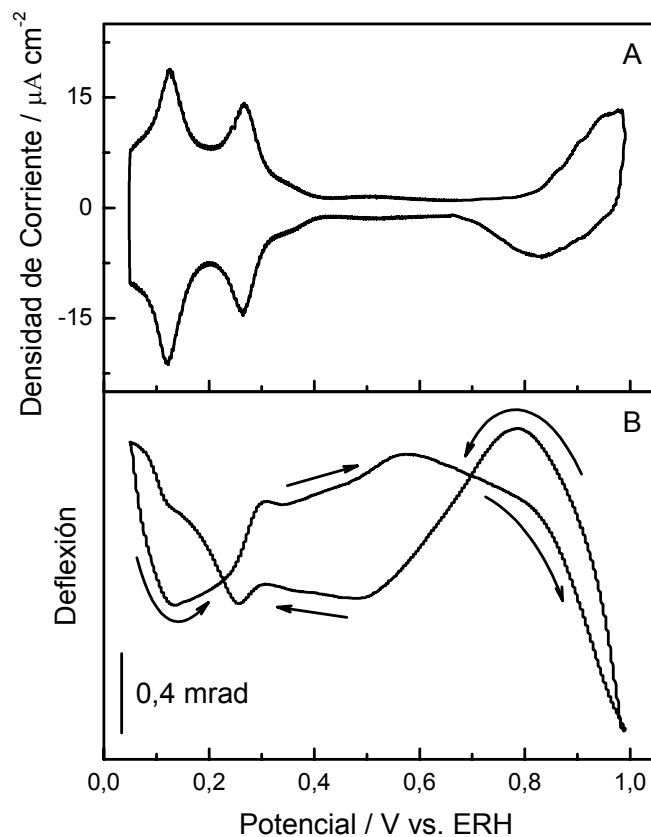 A
Densidad de Corriente / μA cm⁻²
15
0
-15
B
Deflexión
0,4 mrad
0,0 0,2 0,4 0,6 0,8 1,0
Potencial / V vs. ERH